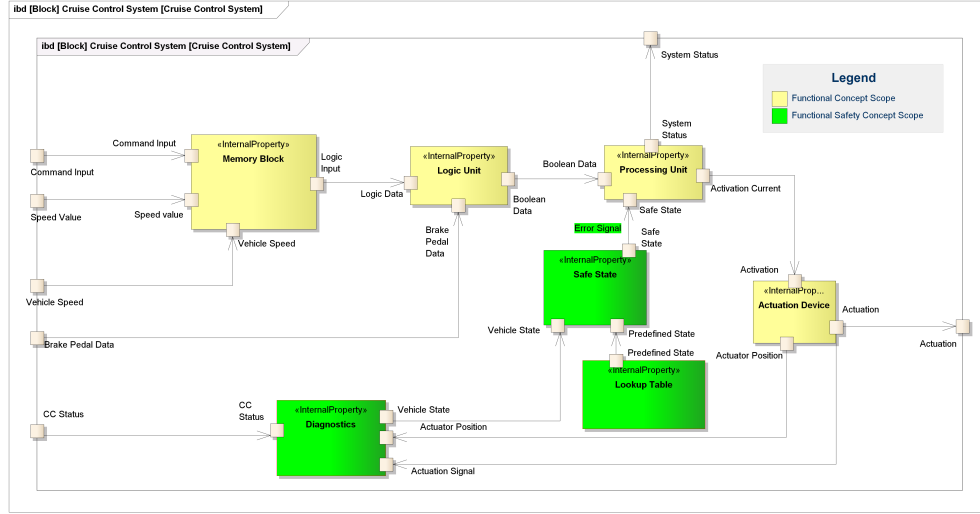 ibd [Block] Cruise Control System [Cruise Control System]
ibd [Block] Cruise Control System [Cruise Control System]
System Status
Legend
Functional Concept Scope
Functional Safety Concept Scope
System
Status
Command Input
Command Input
«InternalProperty»
Memory Block
Logic
Input
«InternalProperty»
Logic Unit
Boolean Data
«InternalProperty»
Processing Unit
Activation Current
Logic Data
Boolean
Data
Speed Value
Speed value
Safe State
Brake
Pedal
Data
Error Signal
Safe
State
Vehicle Speed
Vehicle Speed
«InternalProperty»
Safe State
Activation
«InternalProp...
Actuation Device
Actuation
Actuation
Vehicle State
Predefined State
Brake Pedal Data
Predefined State
Actuator Position
«InternalProperty»
Lookup Table
CC Status
CC
Status
«InternalProperty»
Diagnostics
Vehicle State
Actuator Position
Actuation Signal